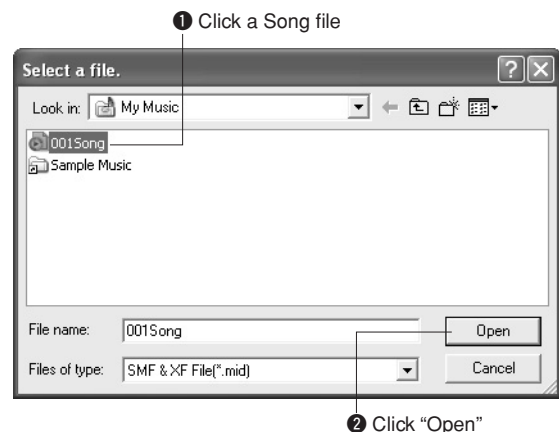 ❶ Click a Song file
Select a file.
Look in: My Music
001Song
Sample Music
File name: 001Song Open
Files of type: SMF & XF File(*.mid) Cancel
❷ Click “Open”